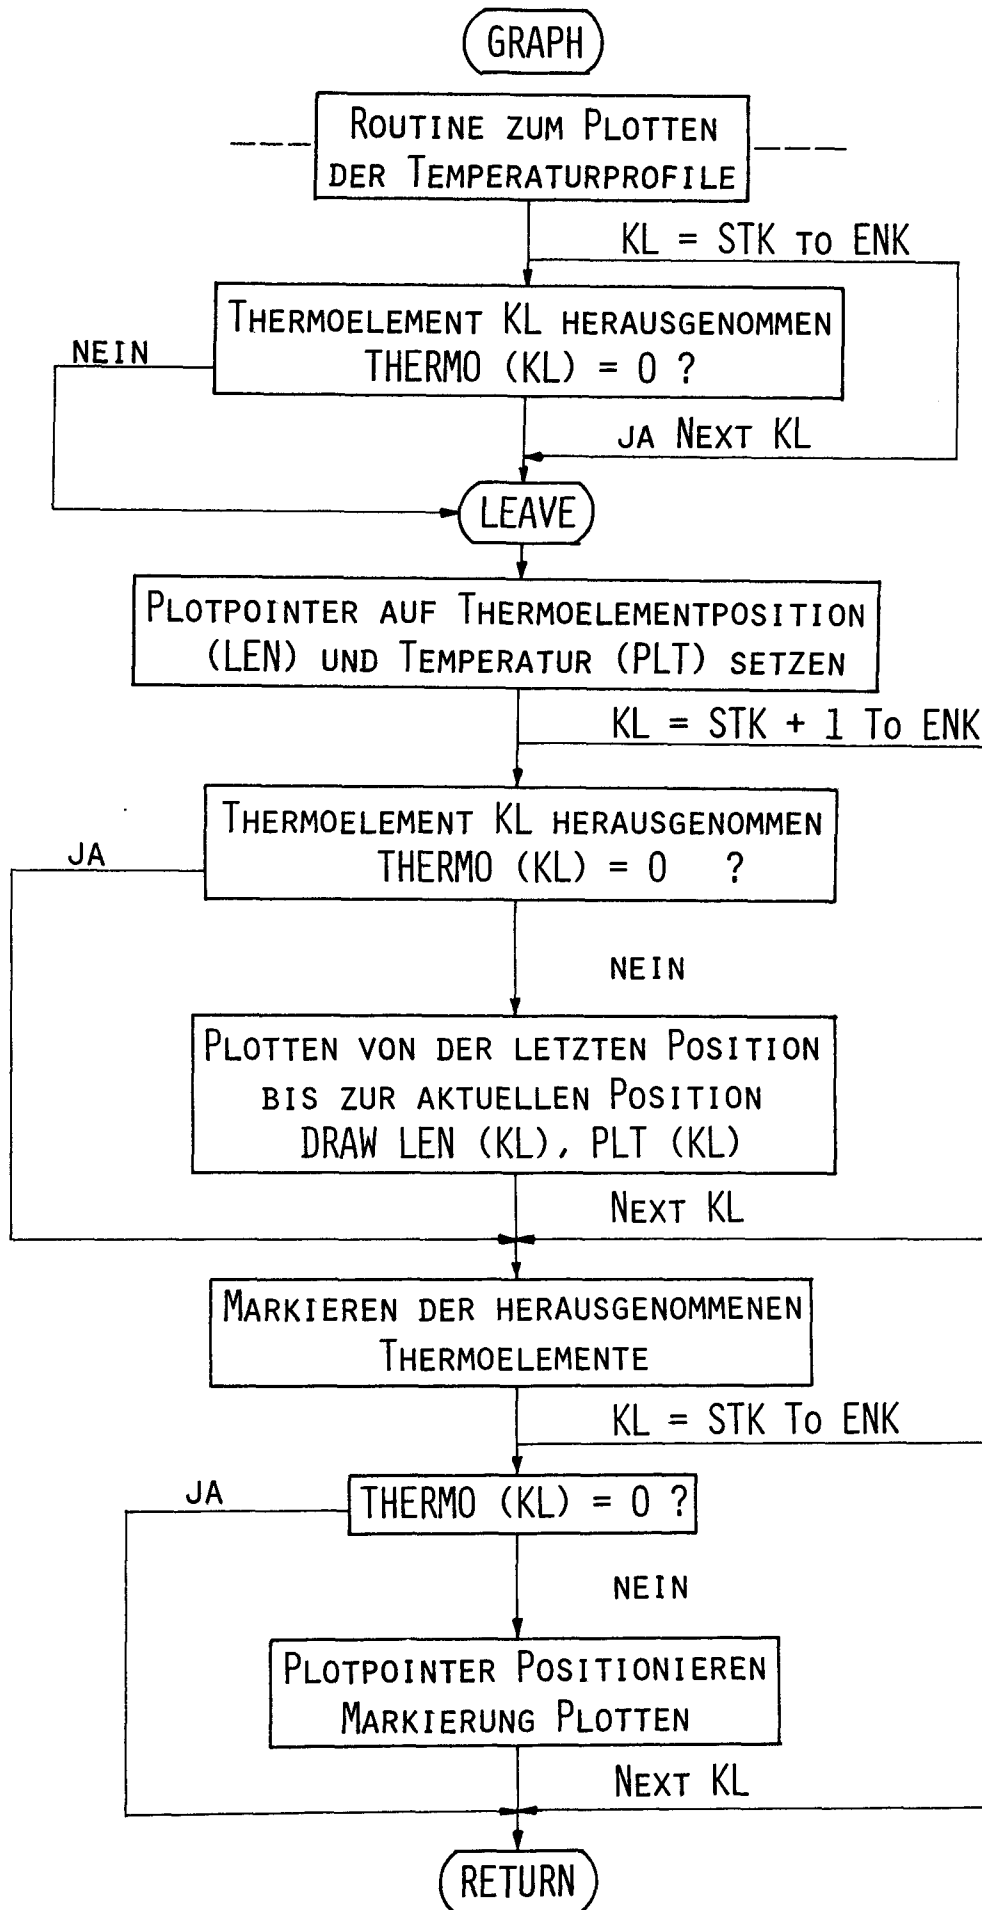 GRAPH
ROUTINE ZUM PLOTTEN
DER TEMPERATURPROFILE
KL = STK TO ENK
THERMOELEMENT KL HERAUSGENOMMEN
THERMO (KL) = 0 ?
NEIN
JA NEXT KL
LEAVE
PLOTPOINTER AUF THERMOELEMENTPOSITION
(LEN) UND TEMPERATUR (PLT) SETZEN
KL = STK + 1 To ENK
THERMOELEMENT KL HERAUSGENOMMEN
THERMO (KL) = 0 ?
JA
NEIN
PLOTTEN VON DER LETZTEN POSITION
BIS ZUR AKTUELLEN POSITION
DRAW LEN (KL), PLT (KL)
NEXT KL
MARKIEREN DER HERAUSGENOMMENEN
THERMOELEMENTE
KL = STK To ENK
JA
THERMO (KL) = 0 ?
NEIN
PLOTPOINTER POSITIONIEREN
MARKIERUNG PLOTTEN
NEXT KL
RETURN